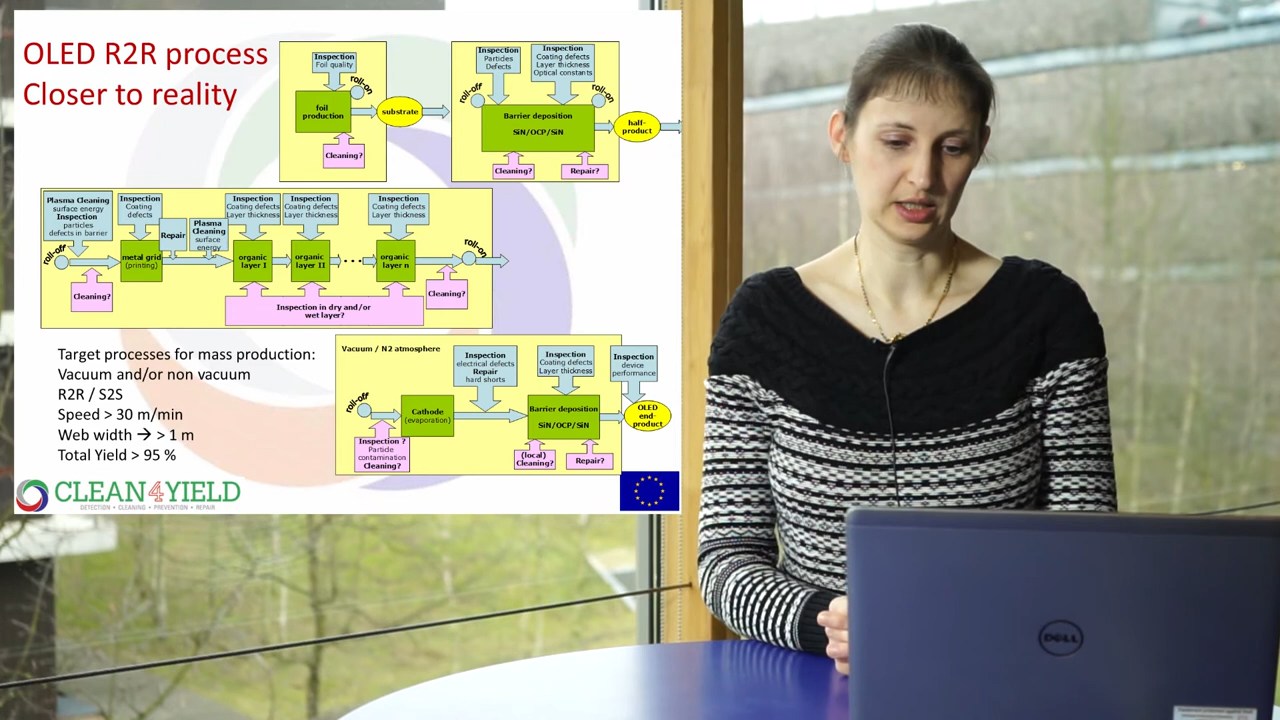 OLED R2R process
Closer to reality
Inspection
Foil quality
roll-on
foil
production
substrate
Cleaning?
Inspection
Particles
Defects
Inspection
Coating defects
Layer thickness
Optical constants
roll-off
roll-on
Barrier deposition
SiN/OCP/SiN
half-
product
Cleaning?
Repair?
Plasma Cleaning
surface energy
Inspection
particles
defects in barrier
Inspection
Coating
defects
Repair
Plasma
Cleaning
surface
energy
Inspection
Coating defects
Layer thickness
Inspection
Coating defects
Layer thickness
Inspection
Coating defects
Layer thickness
roll-off
metal grid
(printing)
organic
layer I
organic
layer II
...
organic
layer n
roll-on
Cleaning?
Inspection in dry and/or
wet layer?
Cleaning?
Target processes for mass production:
Vacuum and/or non vacuum
R2R / S2S
Speed > 30 m/min
Web width → > 1 m
Total Yield > 95 %
Vacuum / N2 atmosphere
Inspection
electrical defects
Repair
hard shorts
Inspection
Coating defects
Layer thickness
Inspection
device
performance
roll-off
Cathode
(evaporation)
Barrier deposition
SiN/OCP/SiN
OLED
end-
product
Inspection ?
Particle
contamination
Cleaning?
(local)
Cleaning?
Repair?
CLEAN4YIELD
DETECTION • CLEANING • PREVENTION • REPAIR
DELL